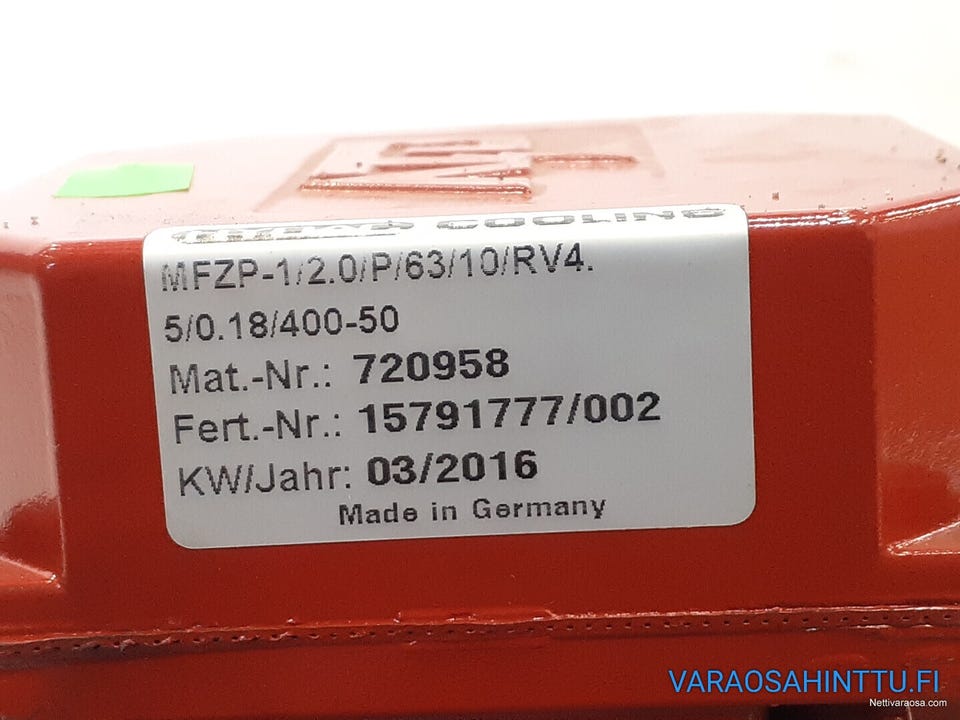 COOLING
MFZP-1/2.0/P/63/10/RV4.
5/0.18/400-50
Mat.-Nr.: 720958
Fert.-Nr.: 15791777/002
KW/Jahr: 03/2016
Made in Germany
VARAOSAHINTTU.FI
Nettivaraosa.com